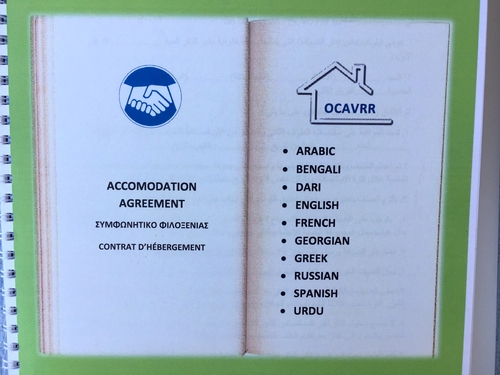 ACCOMODATION
AGREEMENT
ΣΥΜΦΩΝΗΤΙΚΟ ΦΙΛΟΞΕΝΙΑΣ
CONTRAT D'HÉBERGEMENT
OCAVRR
• ARABIC
• BENGALI
• DARI
• ENGLISH
• FRENCH
• GEORGIAN
• GREEK
• RUSSIAN
• SPANISH
• URDU